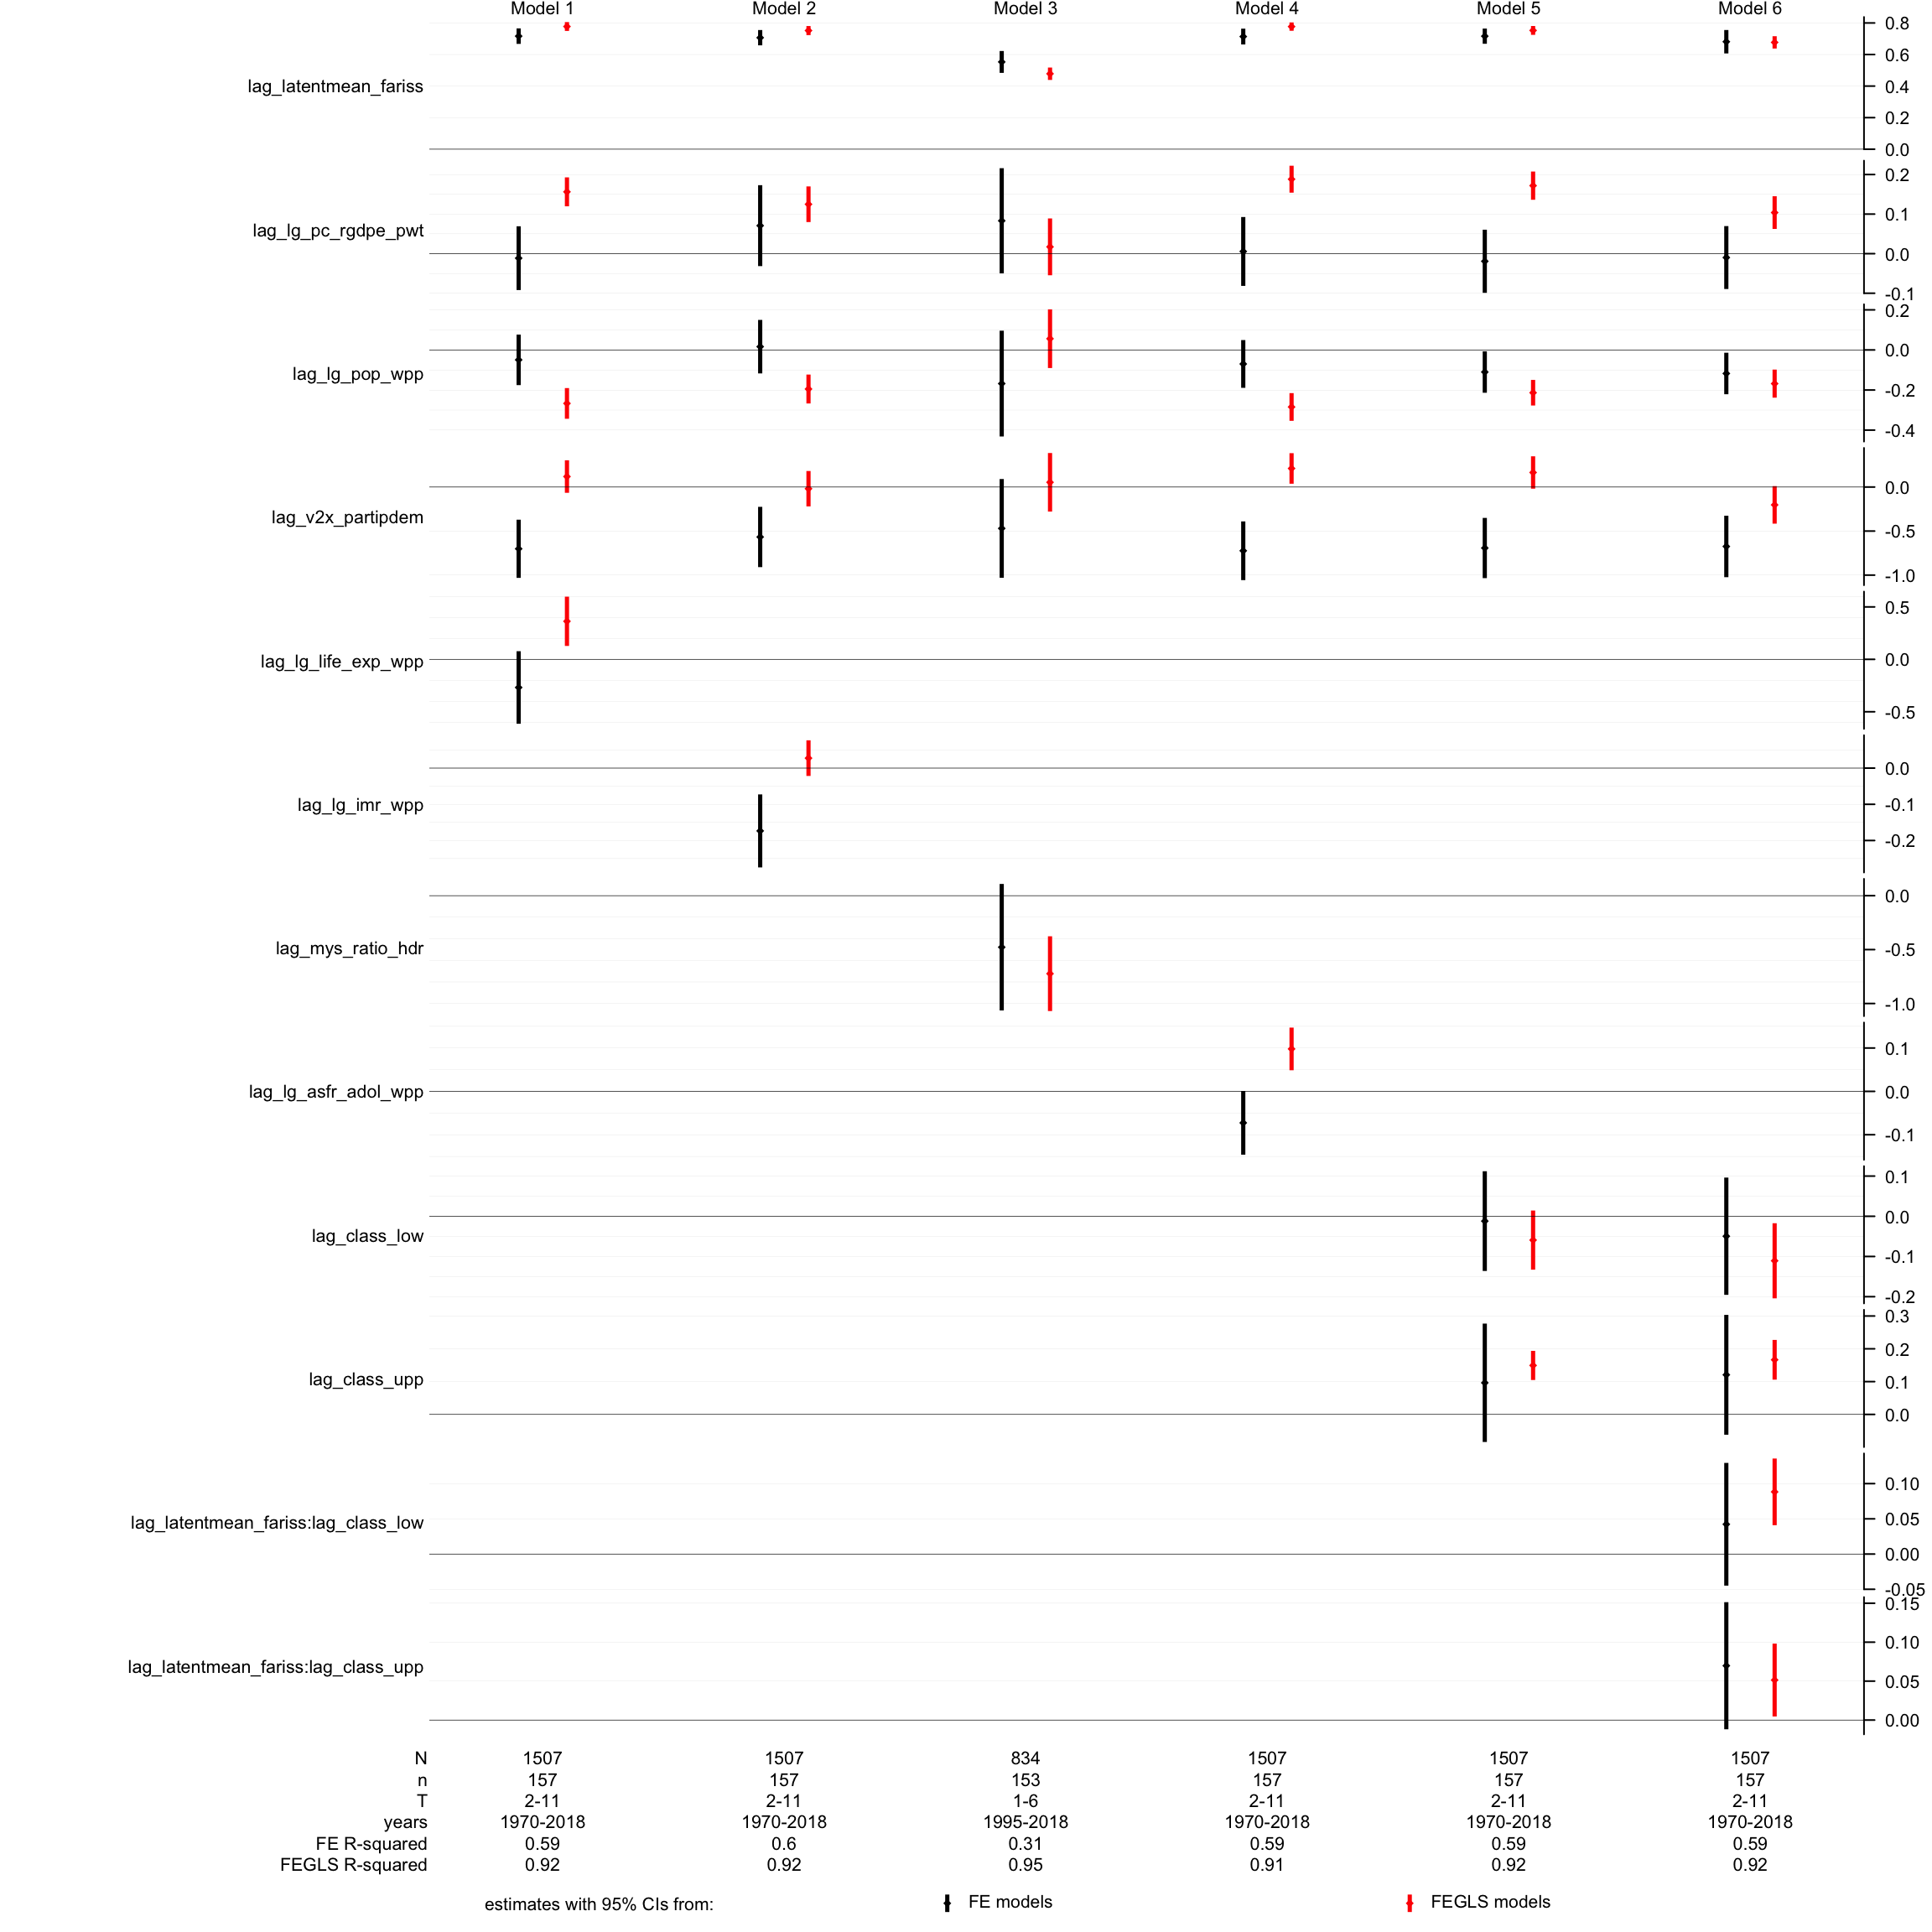 Model 1 Model 2 Model 3 Model 4 Model 5 Model 6
lag_latentmean_fariss
0.8
0.6
0.4
0.2
0.0
lag_lg_pc_rgdpe_pwt
0.2
0.1
0.0
-0.1
lag_lg_pop_wpp
0.2
0.0
-0.2
-0.4
lag_v2x_partipdem
0.0
-0.5
-1.0
lag_lg_life_exp_wpp
0.5
0.0
-0.5
lag_lg_imr_wpp
0.0
-0.1
-0.2
lag_mys_ratio_hdr
0.0
-0.5
-1.0
lag_lg_asfr_adol_wpp
0.1
0.0
-0.1
lag_class_low
0.1
0.0
-0.1
-0.2
lag_class_upp
0.3
0.2
0.1
0.0
lag_latentmean_fariss:lag_class_low
0.10
0.05
0.00
-0.05
lag_latentmean_fariss:lag_class_upp
0.15
0.10
0.05
0.00
N 1507 1507 834 1507 1507 1507
n 157 157 153 157 157 157
T 2-11 2-11 1-6 2-11 2-11 2-11
years 1970-2018 1970-2018 1995-2018 1970-2018 1970-2018 1970-2018
FE R-squared 0.59 0.6 0.31 0.59 0.59 0.59
FEGLS R-squared 0.92 0.92 0.95 0.91 0.92 0.92
estimates with 95% CIs from: FE models FEGLS models